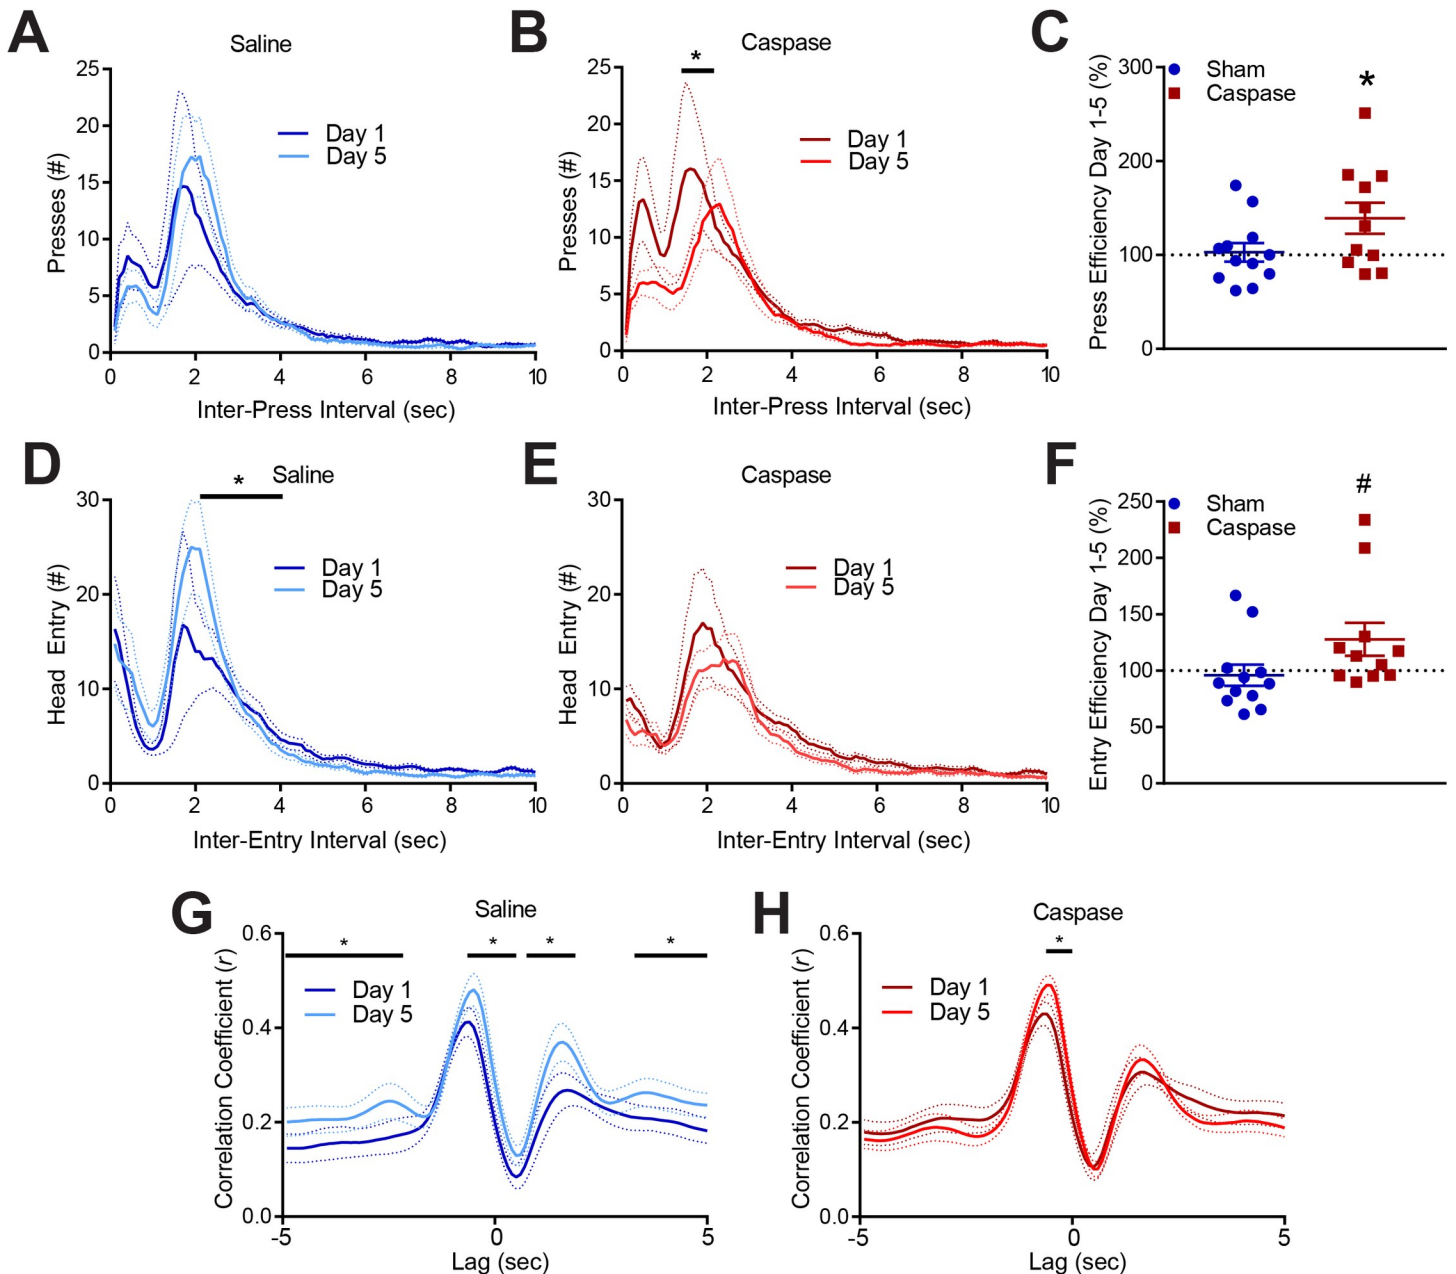 A
Saline
25
20
15
10
5
0
Presses (#)
Day 1
Day 5
0 2 4 6 8 10
Inter-Press Interval (sec)
B
Caspase
*
25
20
15
10
5
0
Presses (#)
Day 1
Day 5
0 2 4 6 8 10
Inter-Press Interval (sec)
C
Press Efficiency Day 1-5 (%)
300
200
100
0
Sham
Caspase
*
D
Saline
*
30
20
10
0
Head Entry (#)
Day 1
Day 5
0 2 4 6 8 10
Inter-Entry Interval (sec)
E
Caspase
30
20
10
0
Head Entry (#)
Day 1
Day 5
0 2 4 6 8 10
Inter-Entry Interval (sec)
F
Entry Efficiency Day 1-5 (%)
250
200
150
100
50
0
Sham
Caspase
#
G
Saline
* * * *
0.6
0.4
0.2
0.0
Correlation Coefficient (r)
Day 1
Day 5
-5 0 5
Lag (sec)
H
Caspase
*
0.6
0.4
0.2
0.0
Correlation Coefficient (r)
Day 1
Day 5
-5 0 5
Lag (sec)